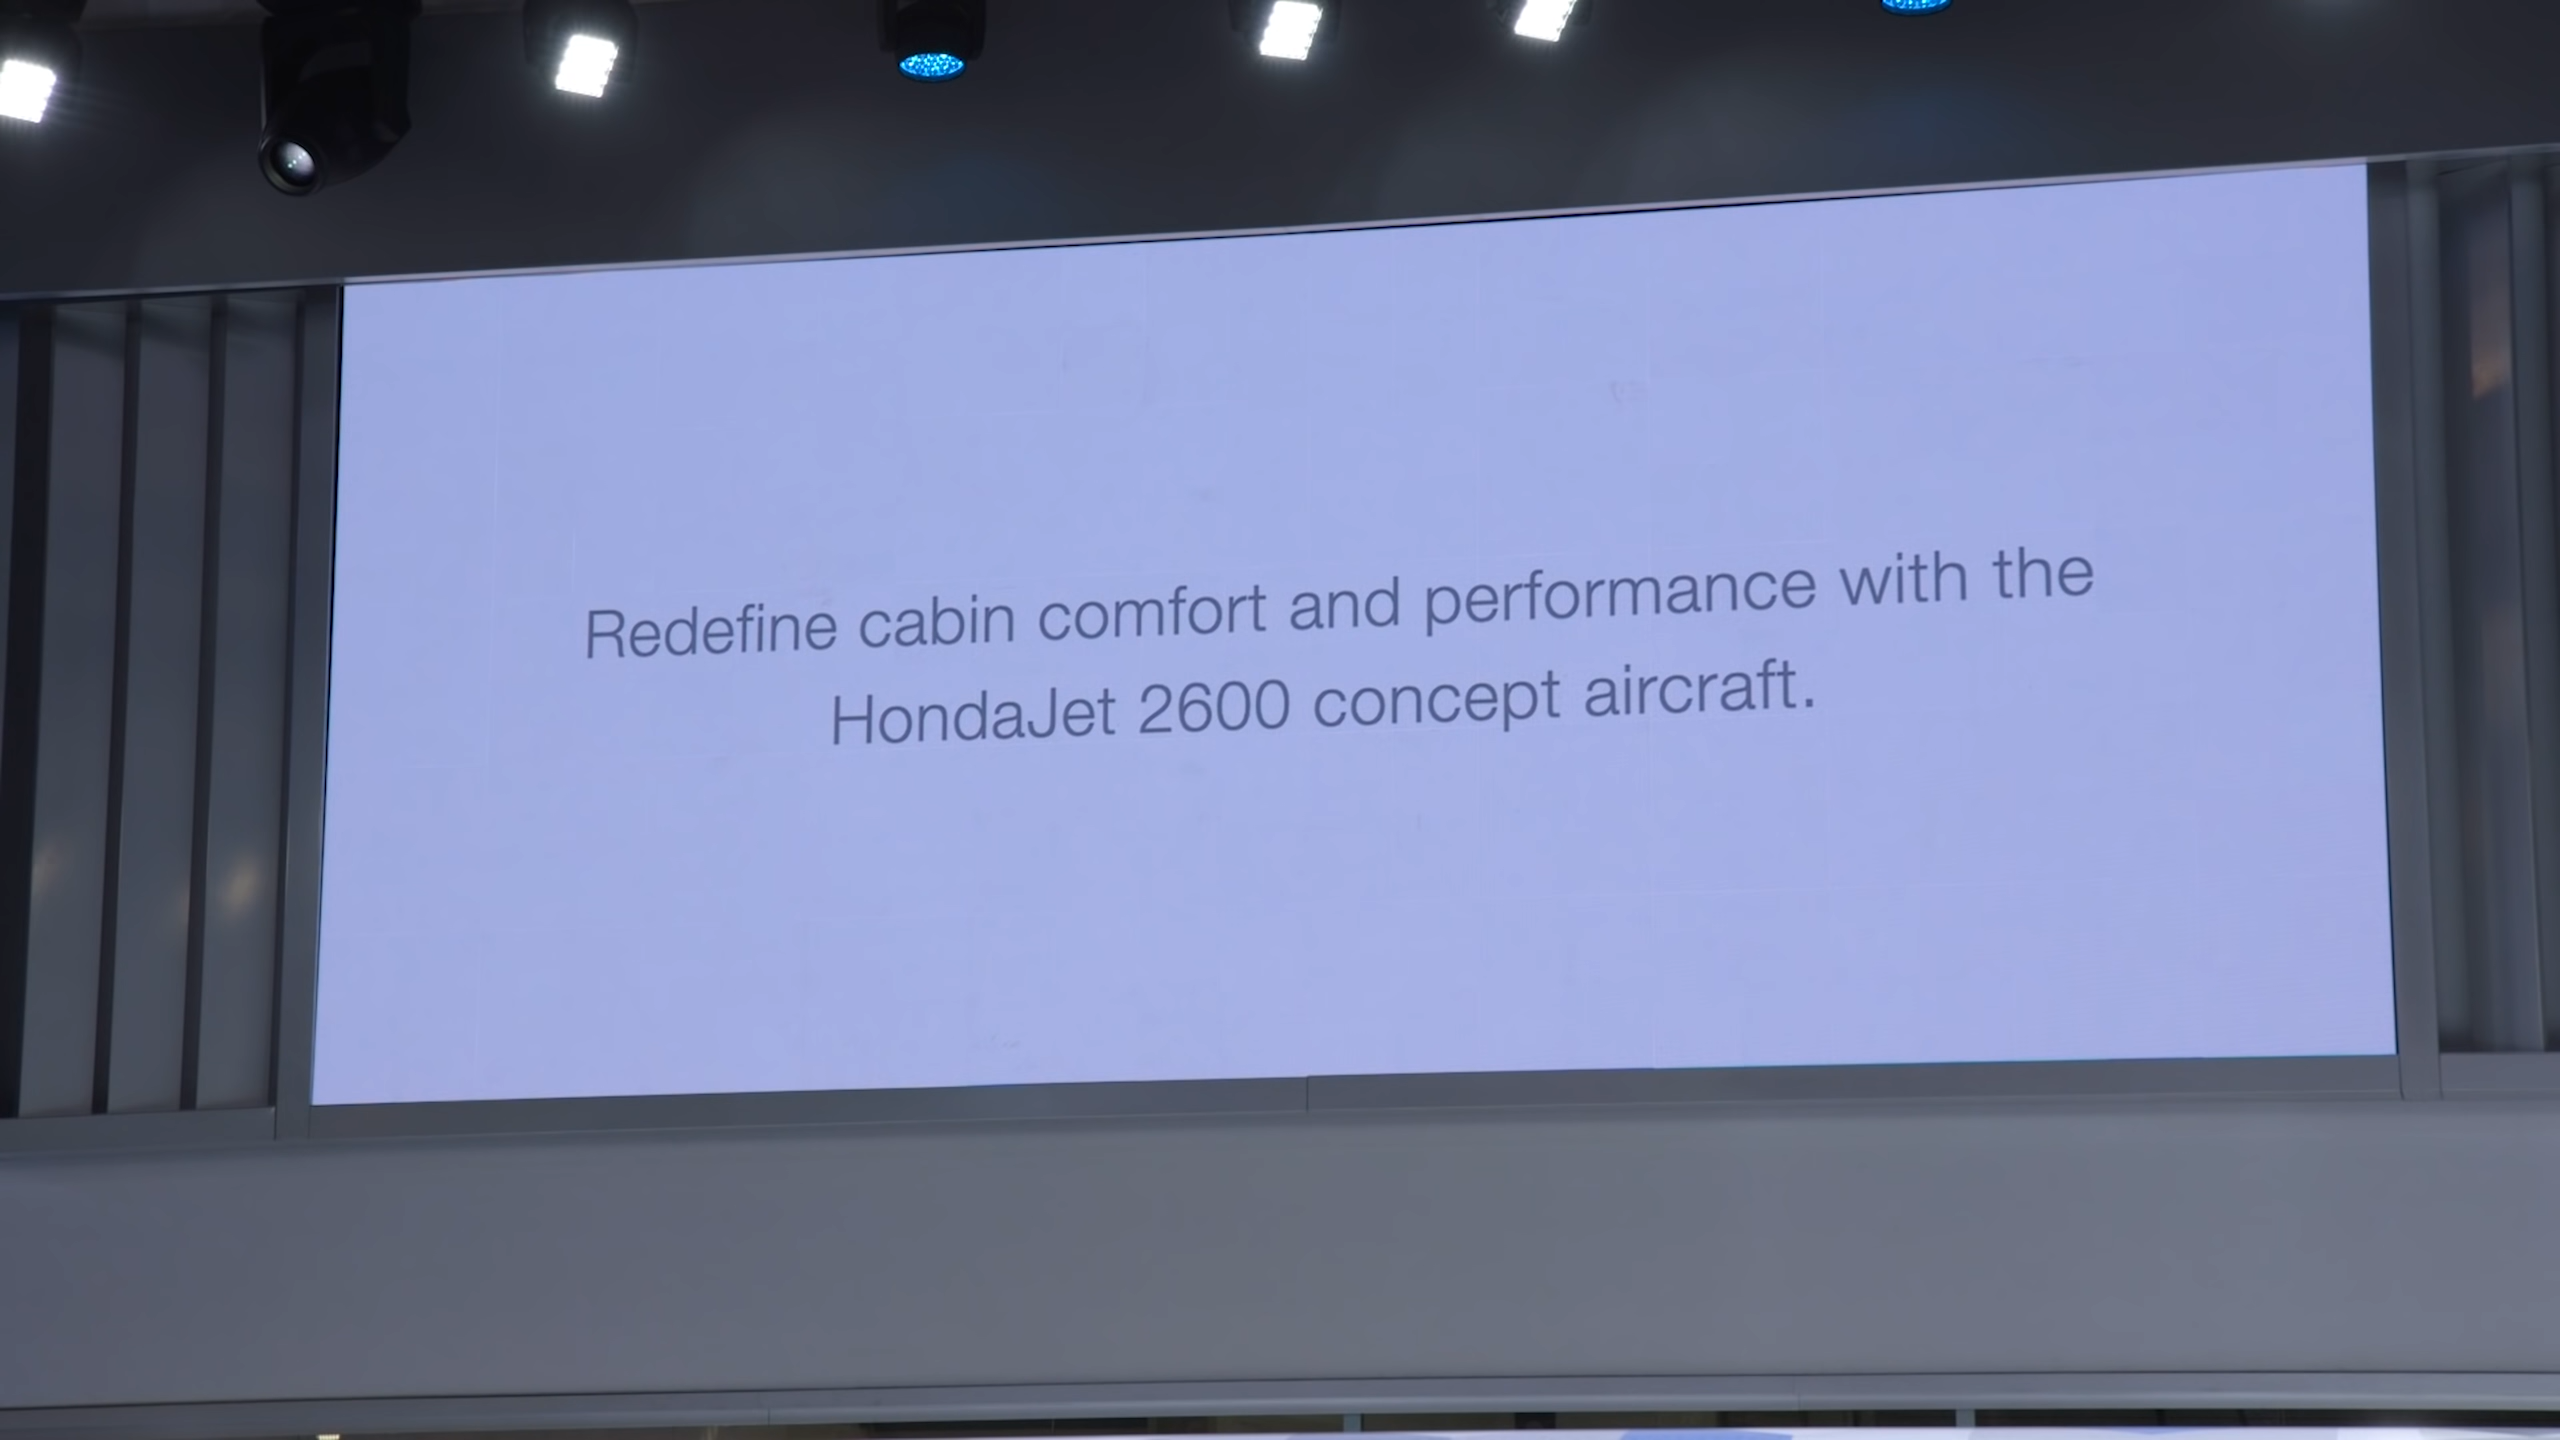 Redefine cabin comfort and performance with the
HondaJet 2600 concept aircraft.